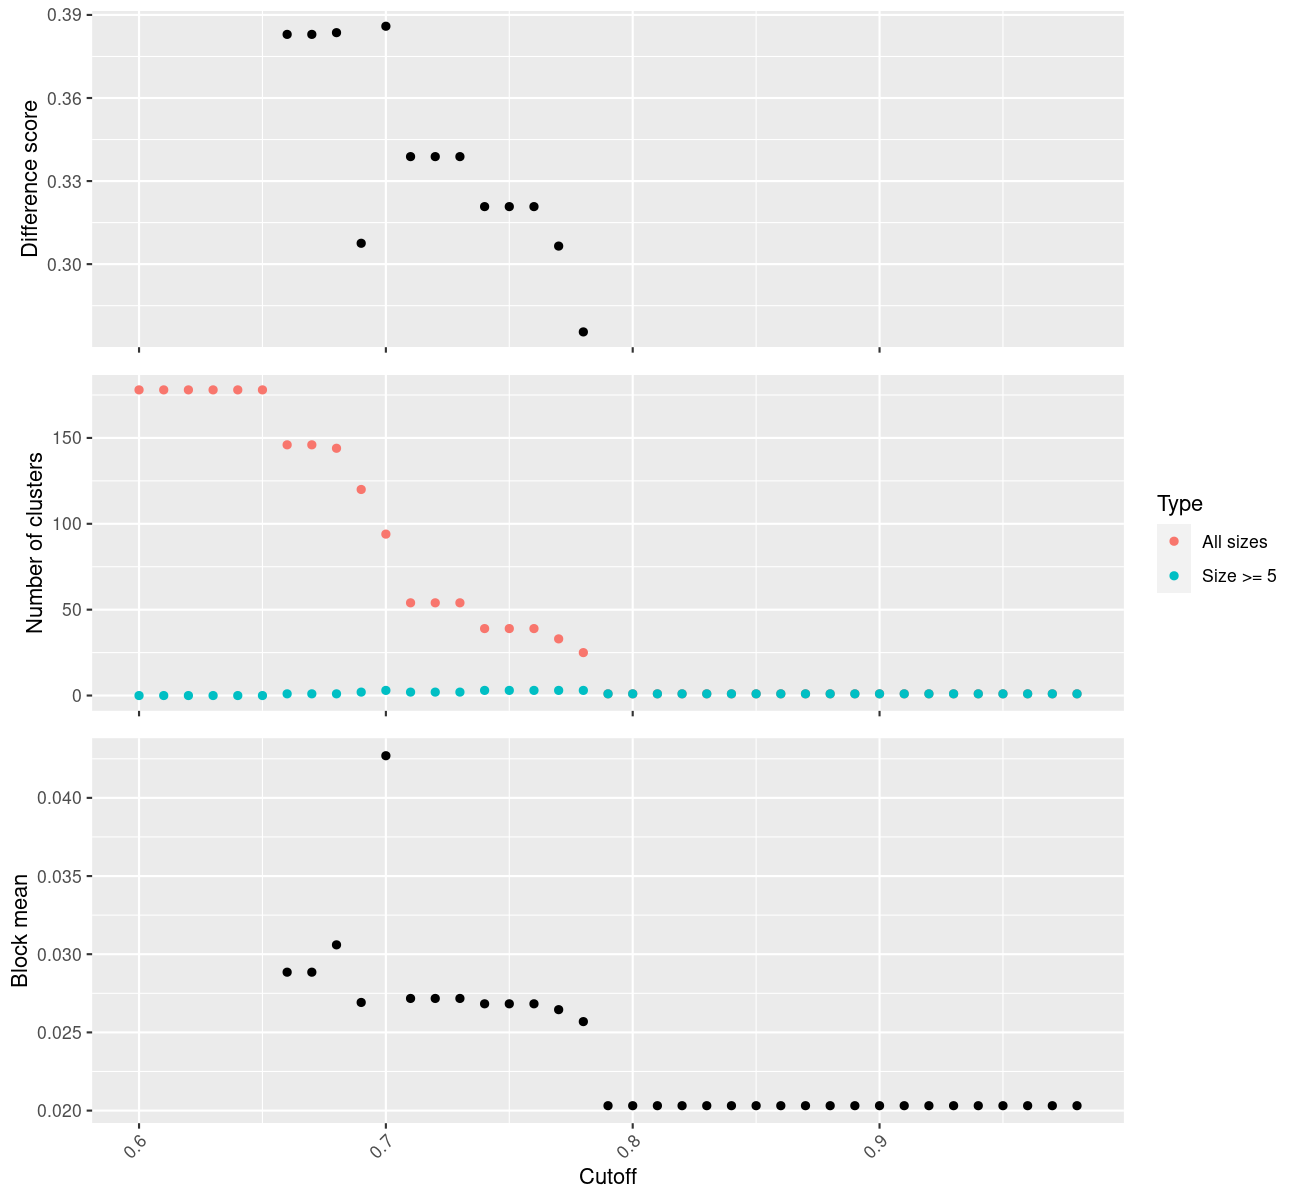 Difference score
0.39
0.36
0.33
0.30
Number of clusters
150
100
50
0
Type
All sizes
Size >= 5
Block mean
0.040
0.035
0.030
0.025
0.020
0.6
0.7
0.8
0.9
Cutoff